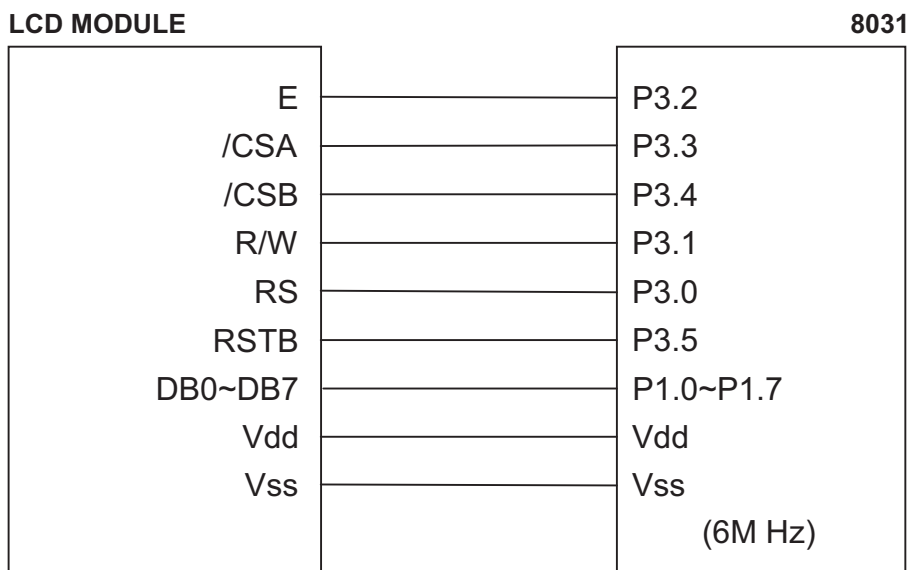 LCD MODULE 8031
E P3.2
/CSA P3.3
/CSB P3.4
R/W P3.1
RS P3.0
RSTB P3.5
DB0~DB7 P1.0~P1.7
Vdd Vdd
Vss Vss
(6M Hz)